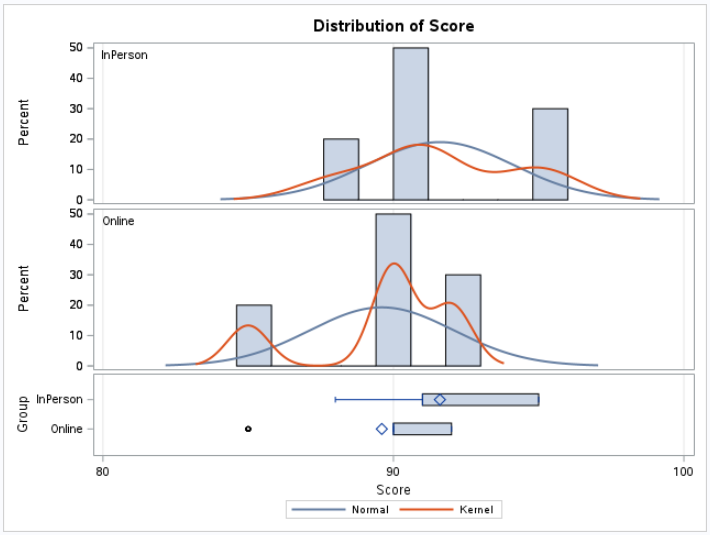 Distribution of Score
Percent
50
40
30
20
10
0
InPerson
Percent
50
40
30
20
10
0
Online
Group
InPerson
Online
80
90
100
Score
Normal
Kernel